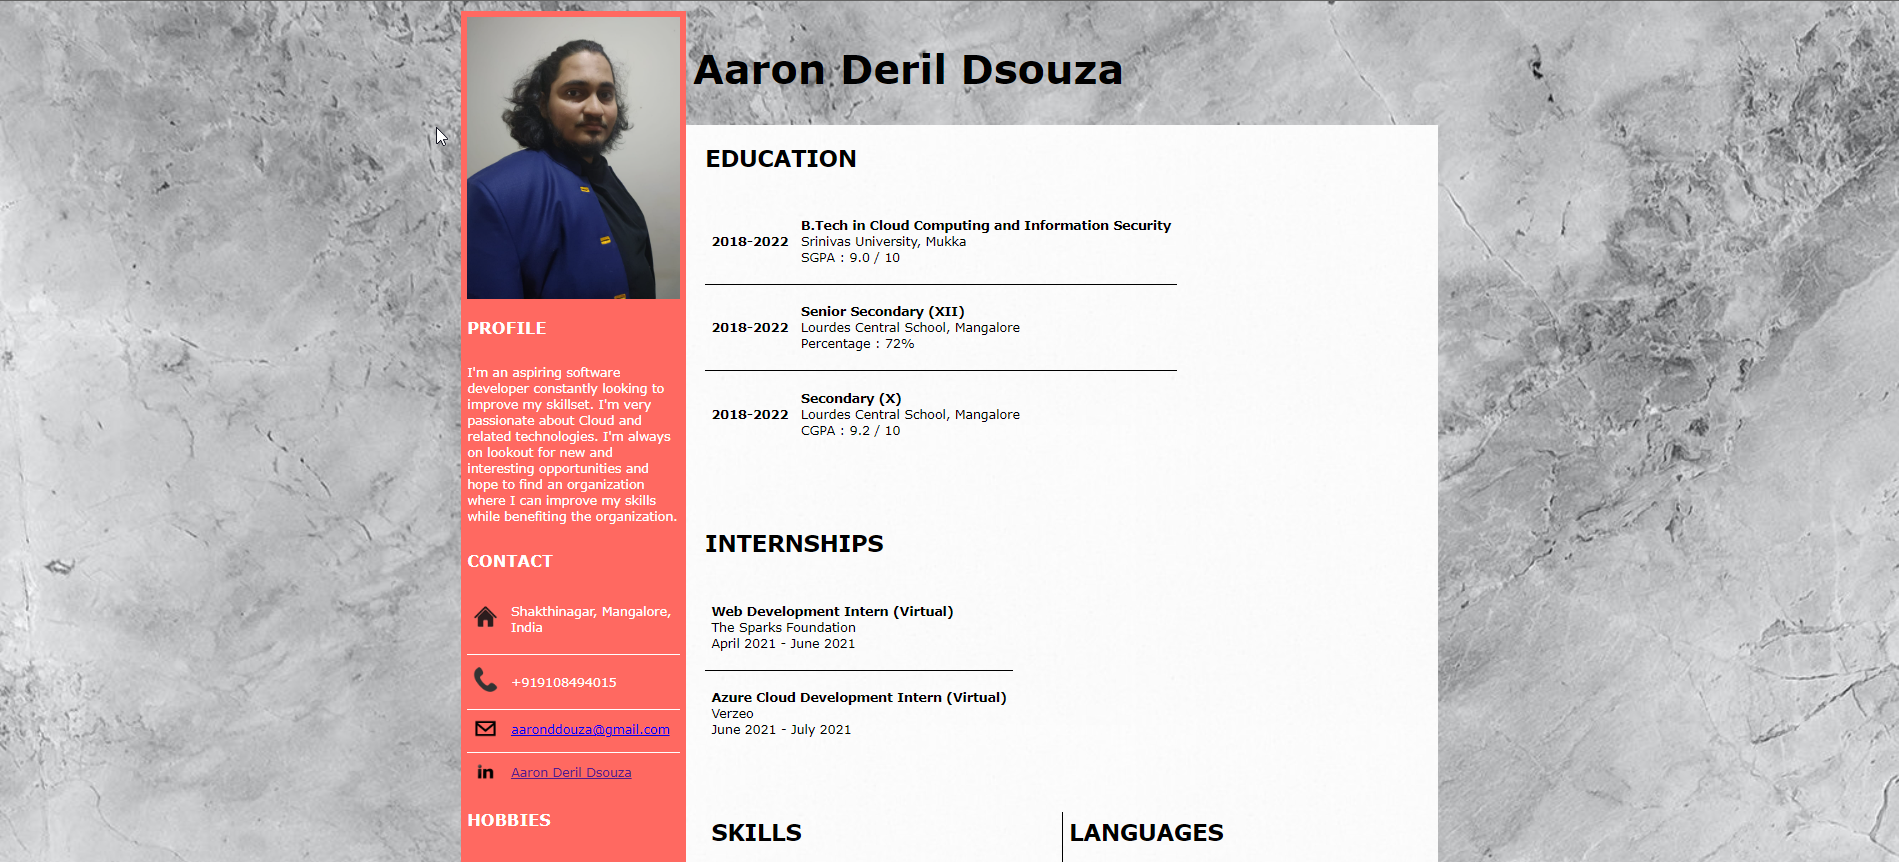 Aaron Deril Dsouza
PROFILE
I'm an aspiring software
developer constantly looking to
improve my skillset. I'm very
passionate about Cloud and
related technologies. I'm always
on lookout for new and
interesting opportunities and
hope to find an organization
where I can improve my skills
while benefiting the organization.
CONTACT
Shakthinagar, Mangalore,
India
+919108494015
aaronddouza@gmail.com
in Aaron Deril Dsouza
HOBBIES
EDUCATION
B.Tech in Cloud Computing and Information Security
2018-2022 Srinivas University, Mukka
SGPA : 9.0 / 10
Senior Secondary (XII)
2018-2022 Lourdes Central School, Mangalore
Percentage : 72%
Secondary (X)
2018-2022 Lourdes Central School, Mangalore
CGPA : 9.2 / 10
INTERNSHIPS
Web Development Intern (Virtual)
The Sparks Foundation
April 2021 - June 2021
Azure Cloud Development Intern (Virtual)
Verzeo
June 2021 - July 2021
SKILLS
LANGUAGES